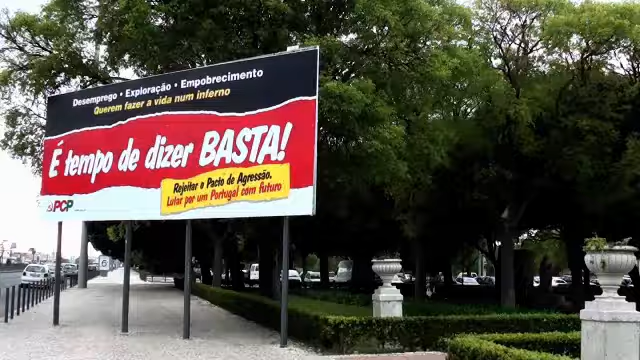 Desemprego • Exploração • Empobrecimento
Querem fazer a vida num inferno
É tempo de dizer BASTA!
Rejeitar o Pacto de Agressão.
Lutar por um Portugal com futuro
PCP